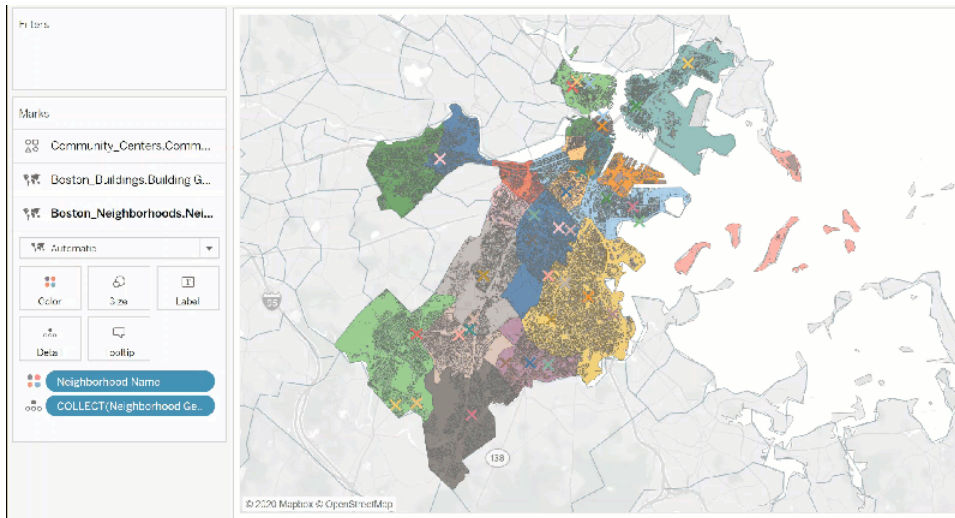 Filters
Marks
Community_Centers.Comm...
Boston_Buildings.Building G...
Boston_Neighborhoods.Nei...
Automatic
Color
Size
Label
Detail
Tooltip
Neighborhood Name
COLLECT(Neighborhood Ge..
95
138
© 2020 Mapbox © OpenStreetMap